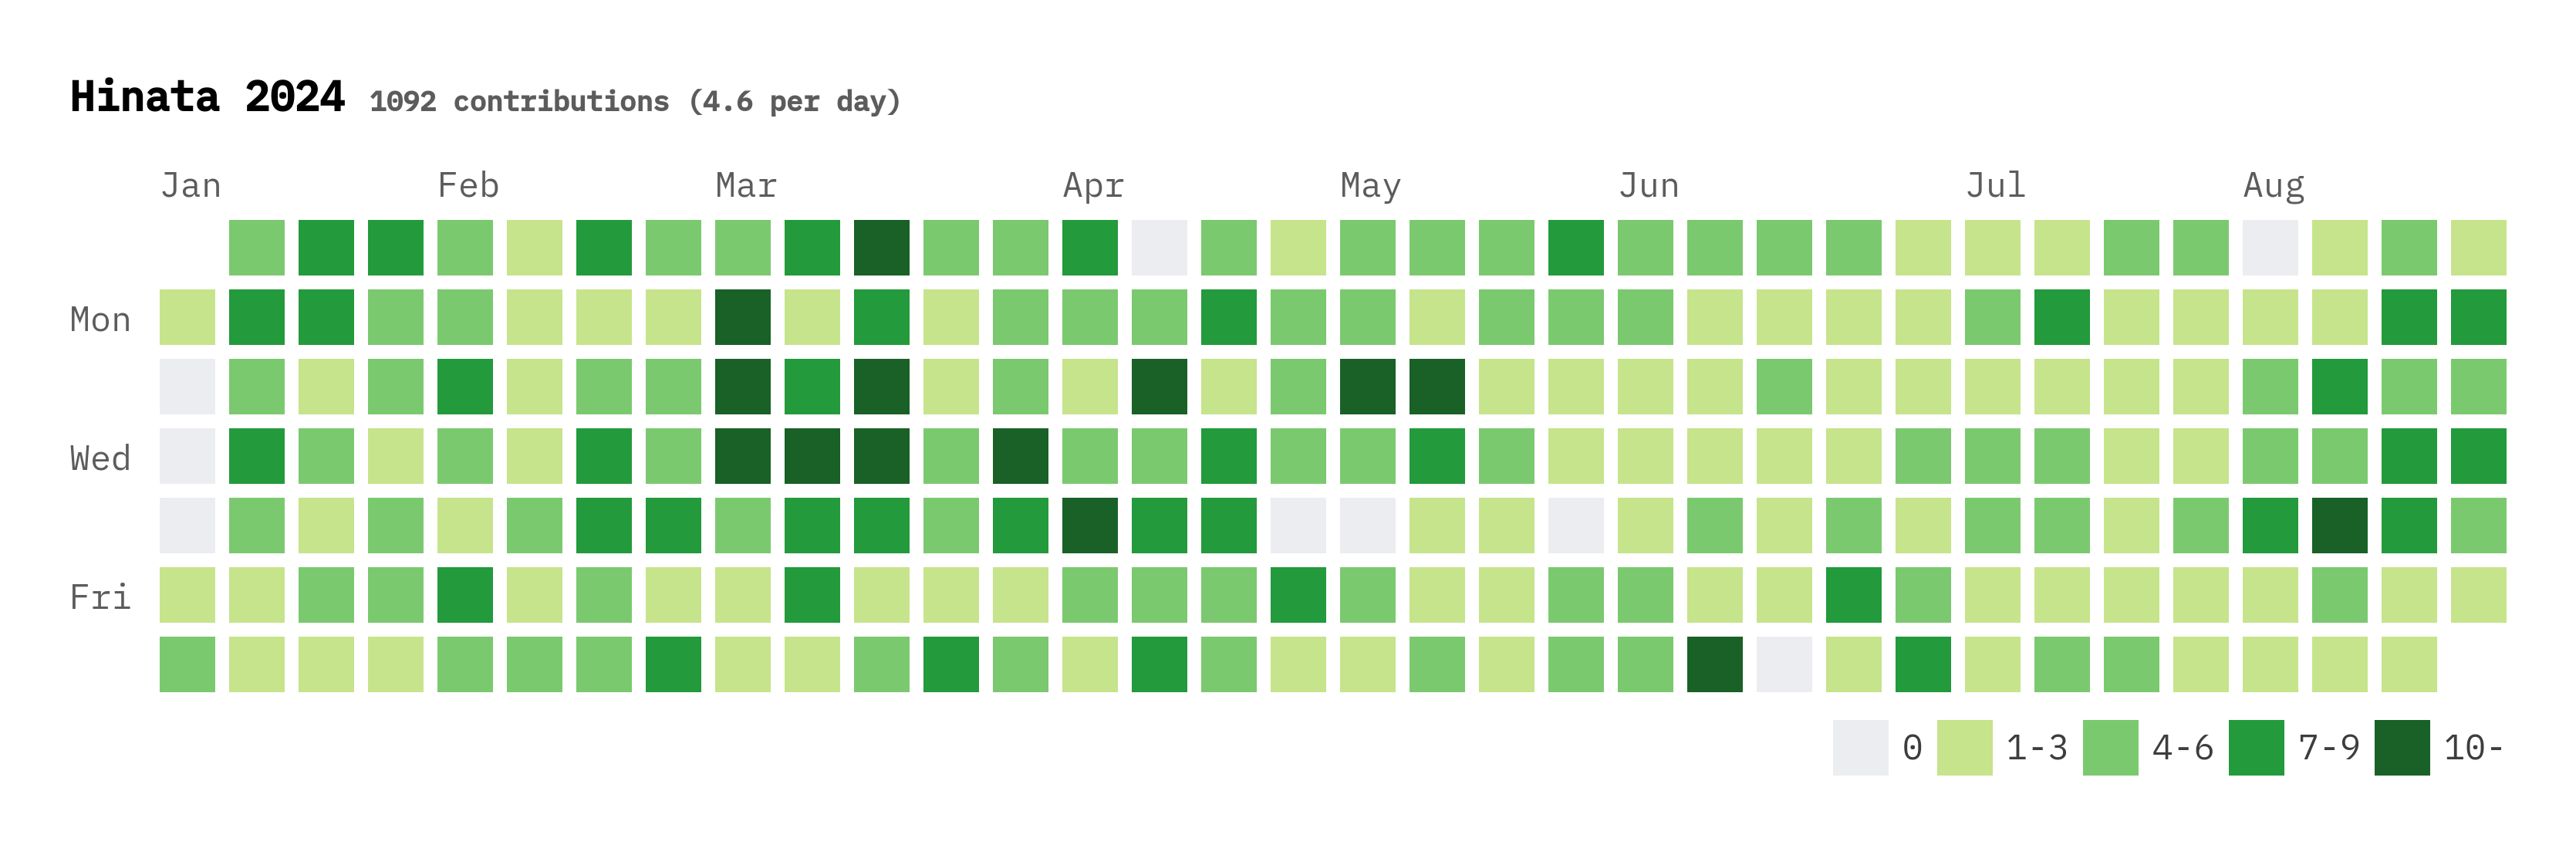 Hinata 2024 1092 contributions (4.6 per day)
Jan Feb Mar Apr May Jun Jul Aug
Mon
Wed
Fri
0 1-3 4-6 7-9 10-